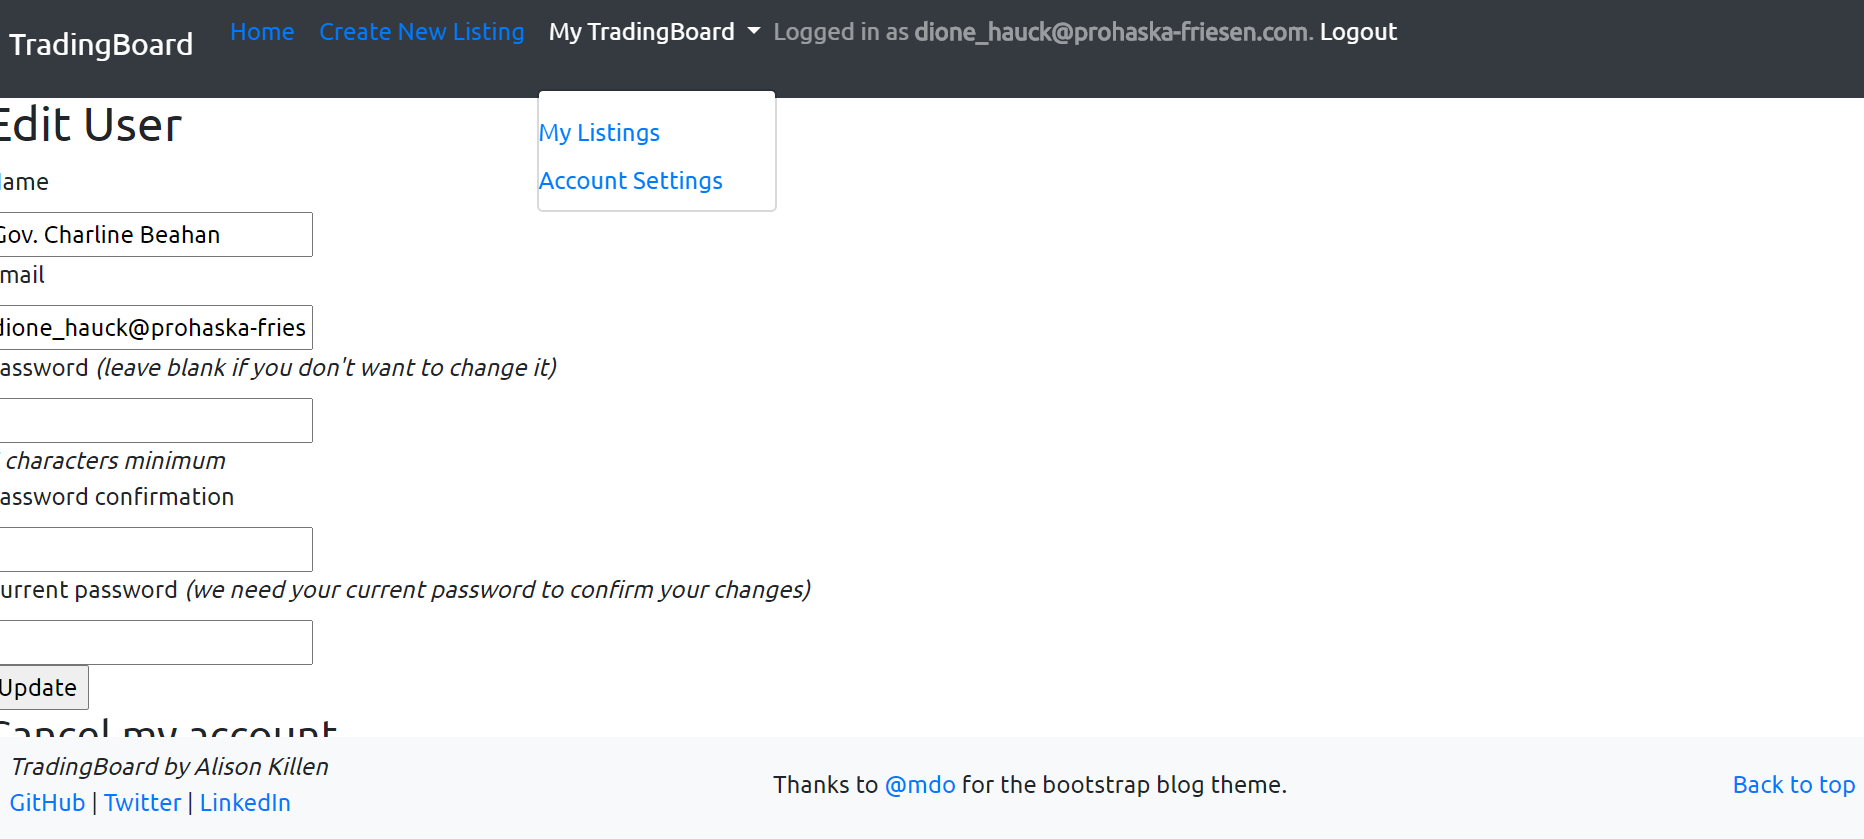 TradingBoard Home Create New Listing My TradingBoard Logged in as dione_hauck@prohaska-friesen.com. Logout
My Listings
Account Settings
Edit User
ame
Gov. Charline Beahan
mail
dione_hauck@prohaska-fries
assword (leave blank if you don't want to change it)
characters minimum
assword confirmation
urrent password (we need your current password to confirm your changes)
Update
Cancel my account
TradingBoard by Alison Killen
GitHub | Twitter | LinkedIn
Thanks to @mdo for the bootstrap blog theme.
Back to top